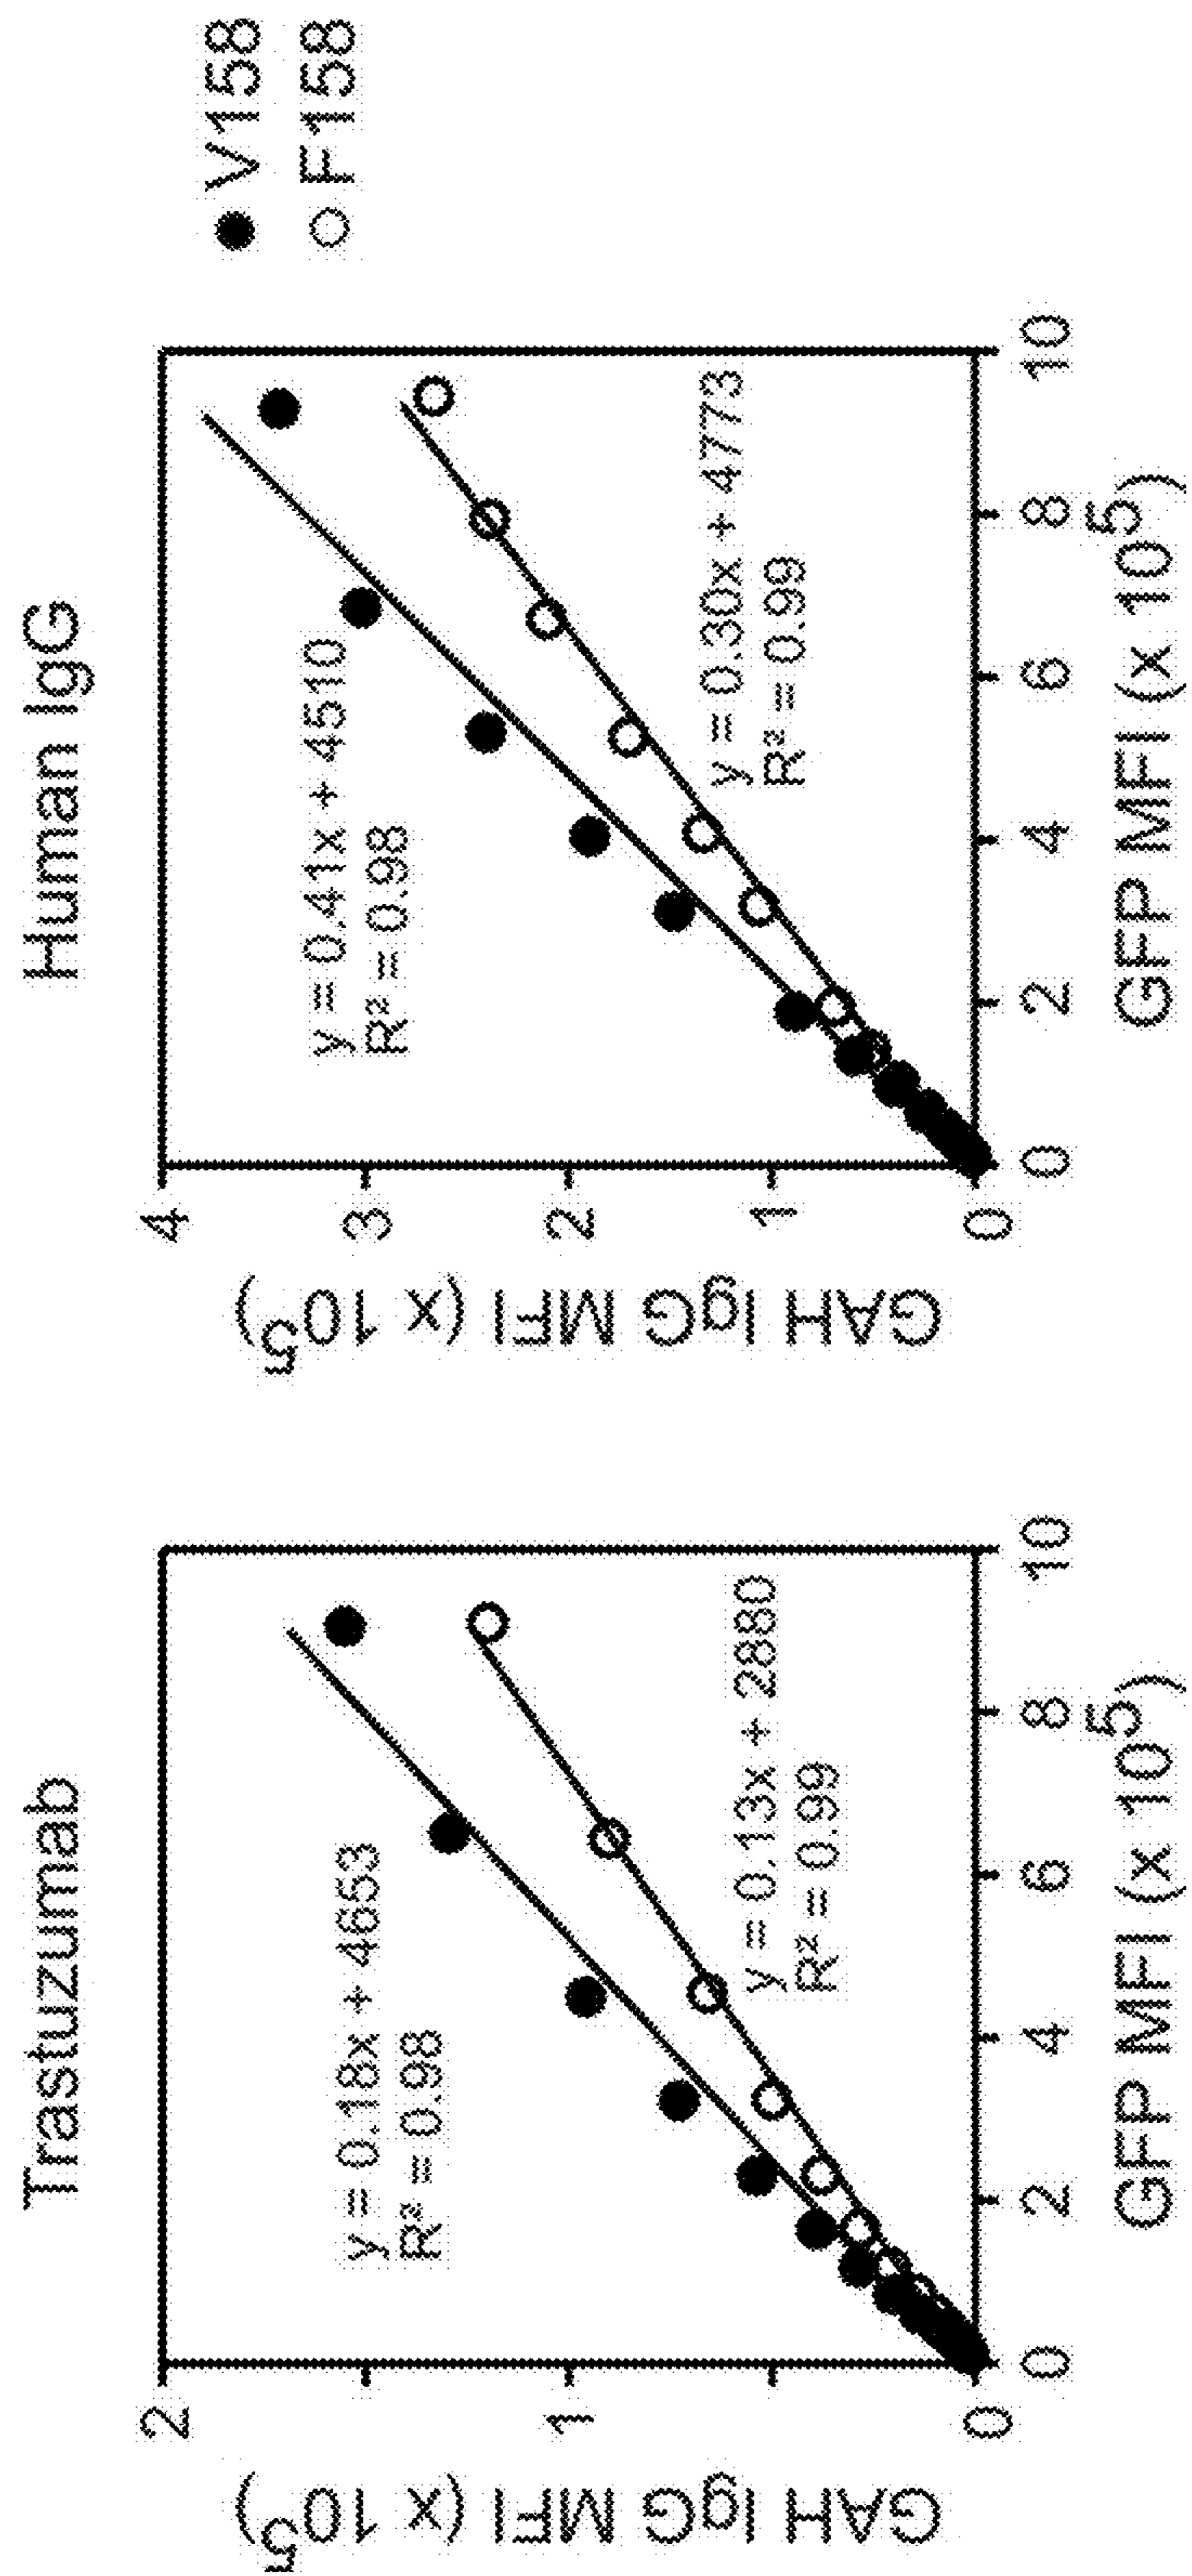 Trastuzumab
GAH IgG MFI (x 10⁵)
2
1
0
y = 0.18x + 4653
R² = 0.98
y = 0.13x + 2880
R² = 0.99
0 2 4 6 8 10
GFP MFI (x 10⁵)
Human IgG
GAH IgG MFI (x 10⁵)
4
3
2
1
0
y = 0.41x + 4510
R² = 0.98
y = 0.30x + 4773
R² = 0.99
0 2 4 6 8 10
GFP MFI (x 10⁵)
V158
F158